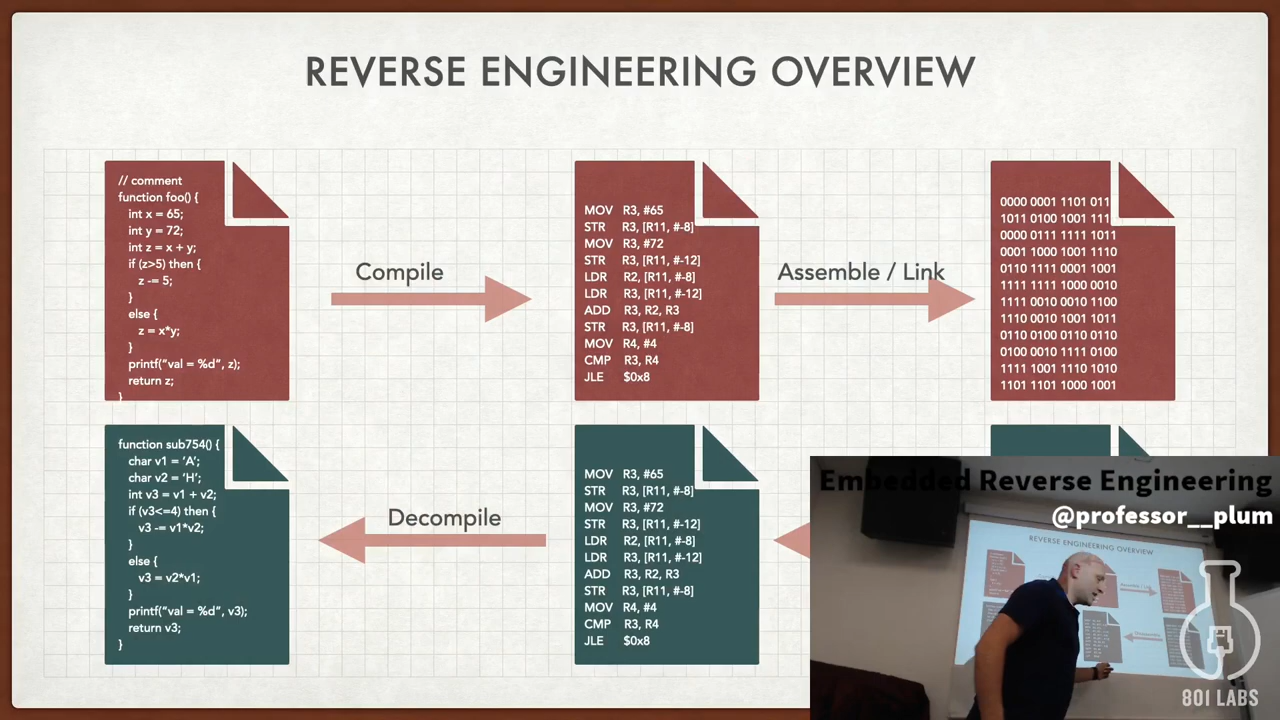 REVERSE ENGINEERING OVERVIEW
// comment
function foo() {
int x = 65;
int y = 72;
int z = x + y;
if (z>5) then {
z -= 5;
}
else {
z = x*y;
}
printf(“val = %d”, z);
return z;
}
Compile
MOV R3, #65
STR R3, [R11, #-8]
MOV R3, #72
STR R3, [R11, #-12]
LDR R2, [R11, #-8]
LDR R3, [R11, #-12]
ADD R3, R2, R3
STR R3, [R11, #-8]
MOV R4, #4
CMP R3, R4
JLE $0x8
Assemble / Link
0000 0001 1101 011
1011 0100 1001 111
0000 0111 1111 1011
0001 1000 1001 1110
0110 1111 0001 1001
1111 1111 1000 0010
1111 0010 0010 1100
1110 0010 1001 1011
0110 0100 0110 0110
0100 0010 1111 0100
1111 1001 1110 1010
1101 1101 1000 1001
function sub754() {
char v1 = ‘A’;
char v2 = ‘H’;
int v3 = v1 + v2;
if (v3<=4) then {
v3 -= v1*v2;
}
else {
v3 = v2*v1;
}
printf(“val = %d”, v3);
return v3;
}
Decompile
MOV R3, #65
STR R3, [R11, #-8]
MOV R3, #72
STR R3, [R11, #-12]
LDR R2, [R11, #-8]
LDR R3, [R11, #-12]
ADD R3, R2, R3
STR R3, [R11, #-8]
MOV R4, #4
CMP R3, R4
JLE $0x8
Embedded Reverse Engineering
@professor__plum
REVERSE ENGINEERING OVERVIEW
801 LABS